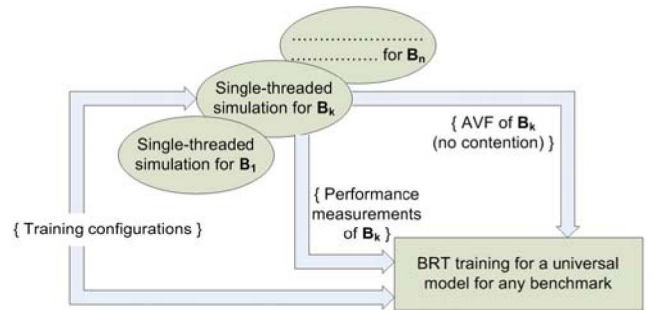 ........................
................ for Bn
Single-threaded
simulation for Bk
Single-threaded
simulation for B1
{ AVF of Bk
(no contention) }
{ Performance
measurements
of Bk }
{ Training configurations }
BRT training for a universal
model for any benchmark